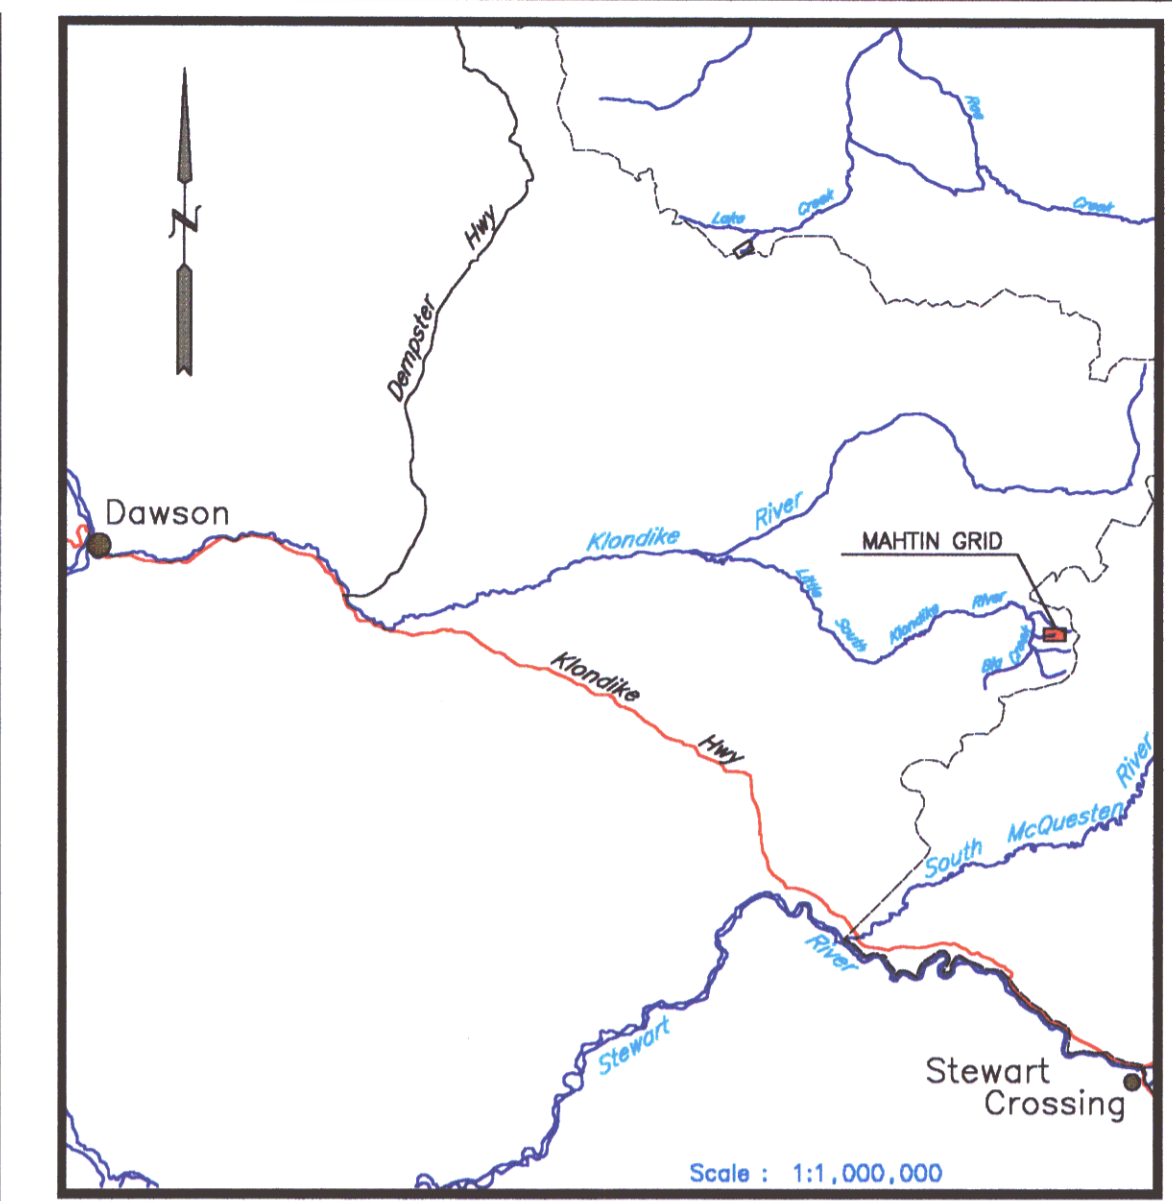 N
Rae
Lake Creek
Creek
Hwy
Dempster
Dawson
Klondike River
MAHTIN GRID
Little
South
Klondike River
Big Creek
Klondike
Hwy
River
South McQuesten
River
Stewart
Stewart
Crossing
Scale : 1:1,000,000